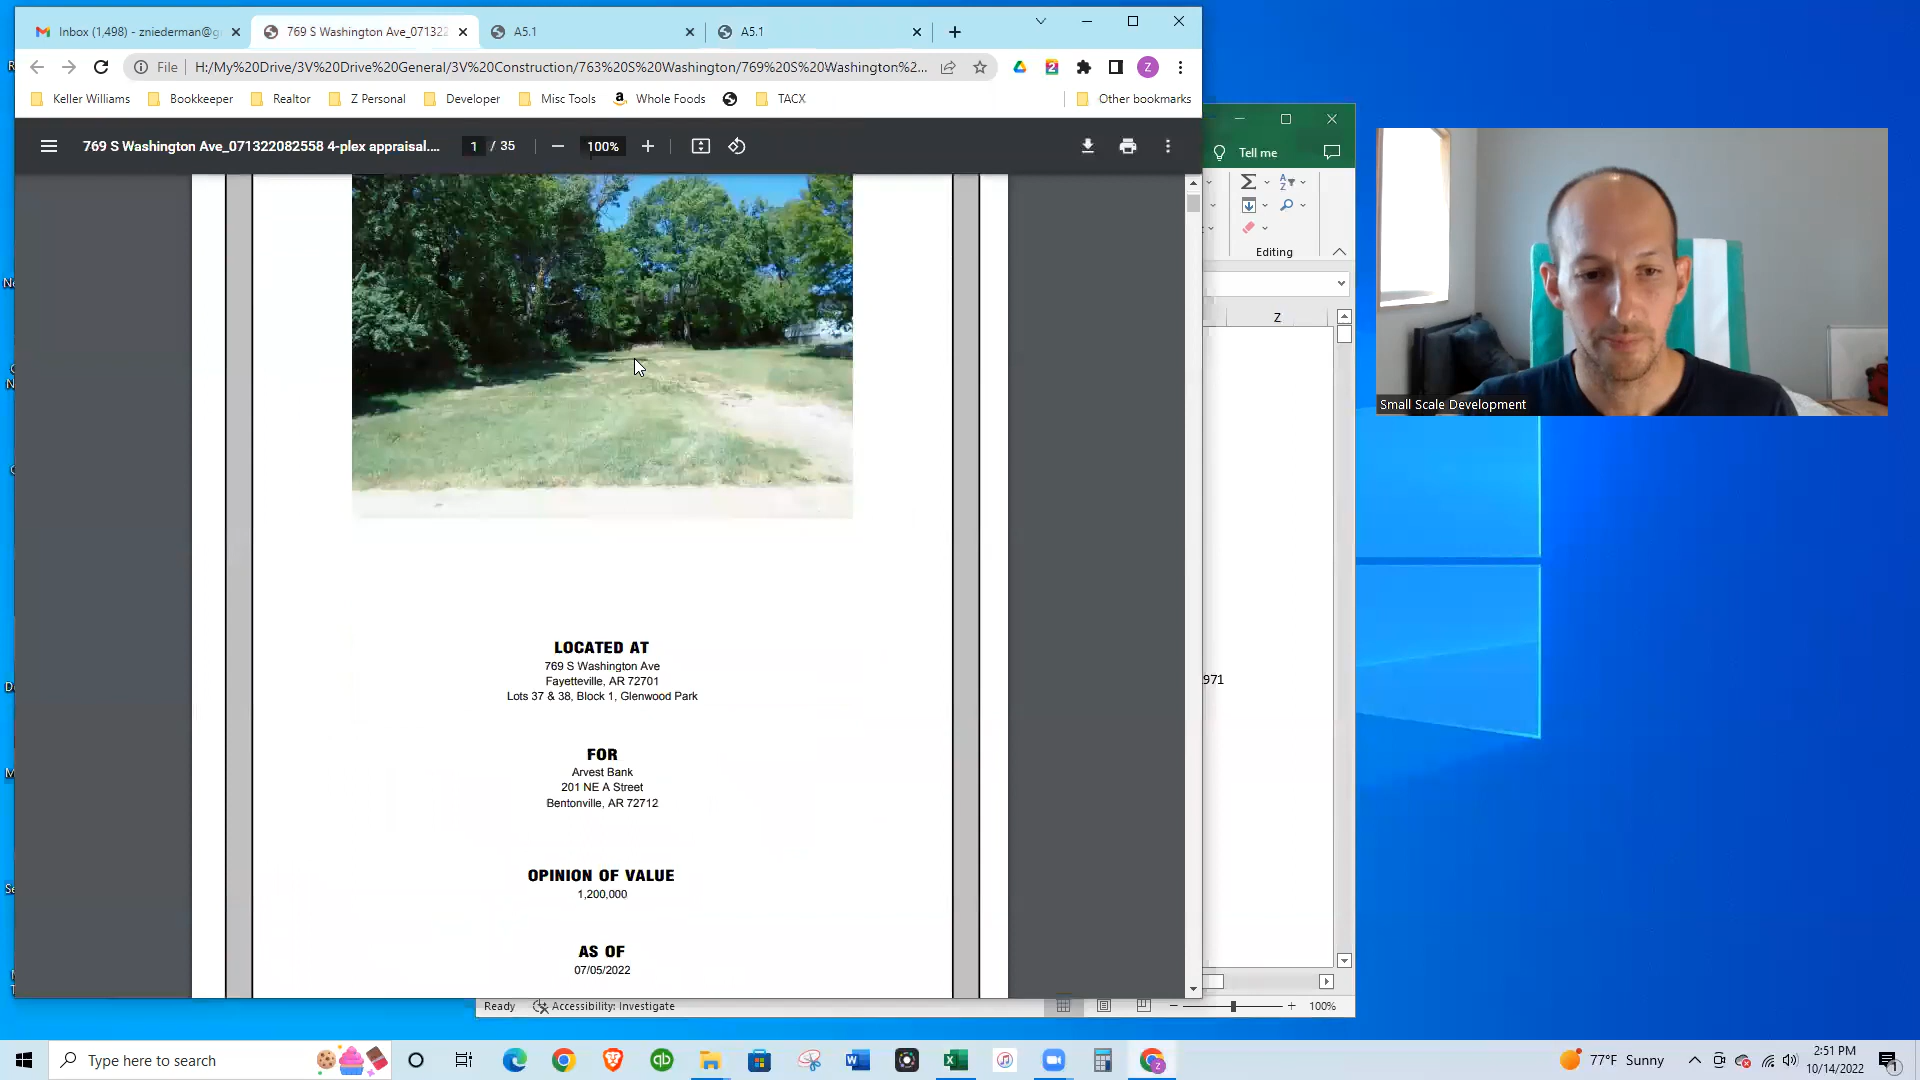 Inbox (1,498) - zniederman@g
769 S Washington Ave_071322
A5.1
A5.1
File
H:/My%20Drive/3V%20Drive%20General/3V%20Construction/763%20S%20Washington/769%20S%20Washington%2...
Z
Keller Williams
Bookkeeper
Realtor
Z Personal
Developer
Misc Tools
Whole Foods
TACX
Other bookmarks
769 S Washington Ave_071322082558 4-plex appraisal....
1 / 35
100%
Tell me
Editing
Z
971
LOCATED AT
769 S Washington Ave
Fayetteville, AR 72701
Lots 37 & 38, Block 1, Glenwood Park
FOR
Arvest Bank
201 NE A Street
Bentonville, AR 72712
OPINION OF VALUE
1,200,000
AS OF
07/05/2022
Small Scale Development
Ready
Accessibility: Investigate
100%
Type here to search
77°F Sunny
2:51 PM
10/14/2022